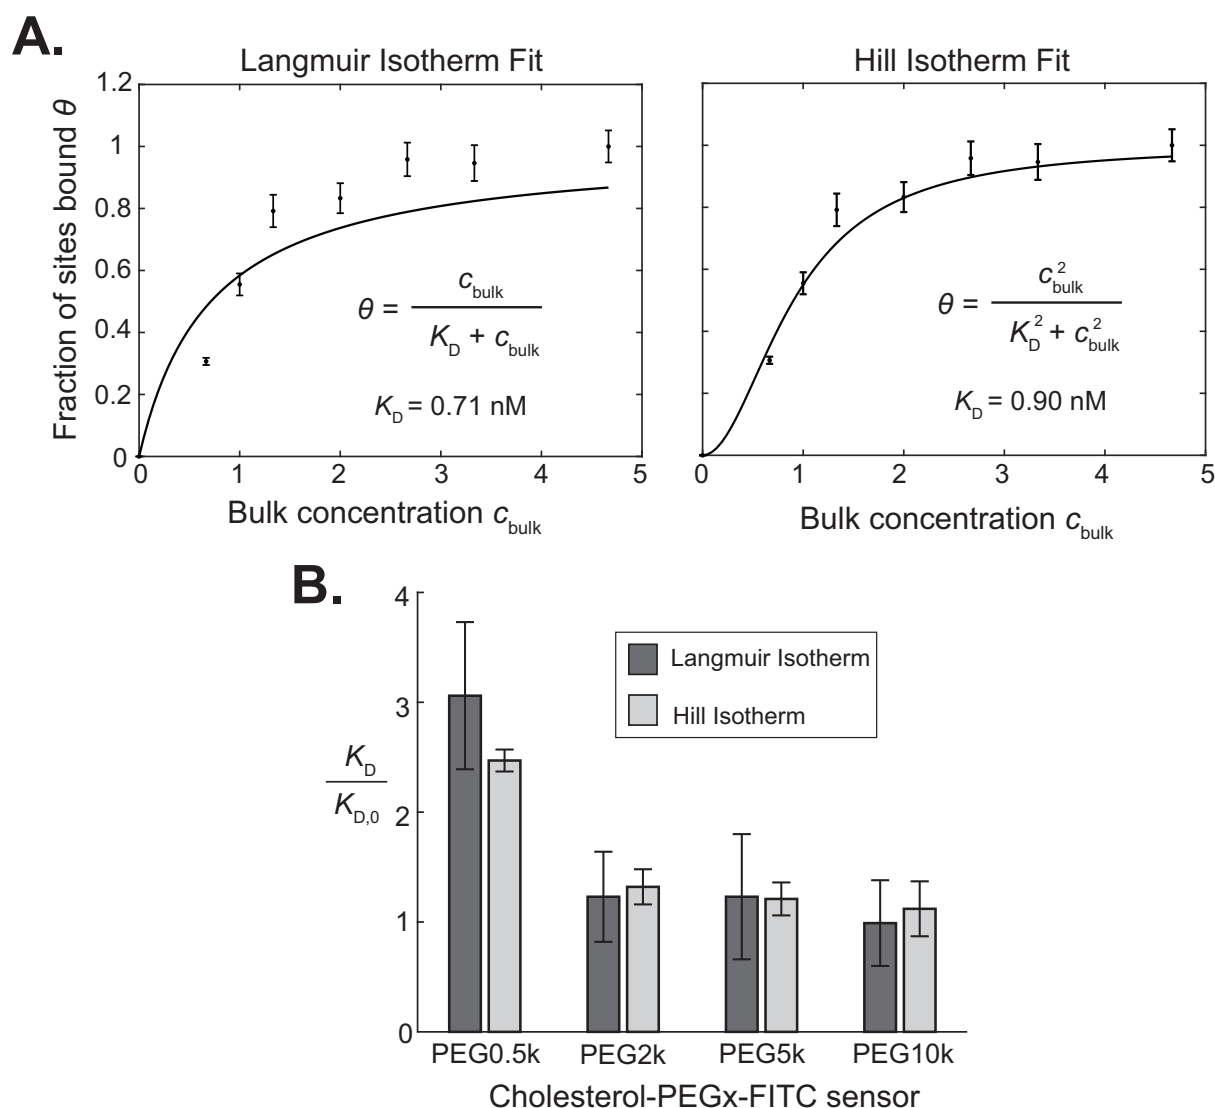 A.
Langmuir Isotherm Fit
Hill Isotherm Fit
Fraction of sites bound θ
1.2
1
0.8
0.6
0.4
0.2
0
θ = c_bulk / (K_D + c_bulk)
K_D = 0.71 nM
0 1 2 3 4 5
Bulk concentration c_bulk
θ = c_bulk^2 / (K_D^2 + c_bulk^2)
K_D = 0.90 nM
0 1 2 3 4 5
Bulk concentration c_bulk
B.
K_D / K_D,0
4
3
2
1
0
Langmuir Isotherm
Hill Isotherm
PEG0.5k PEG2k PEG5k PEG10k
Cholesterol-PEGx-FITC sensor